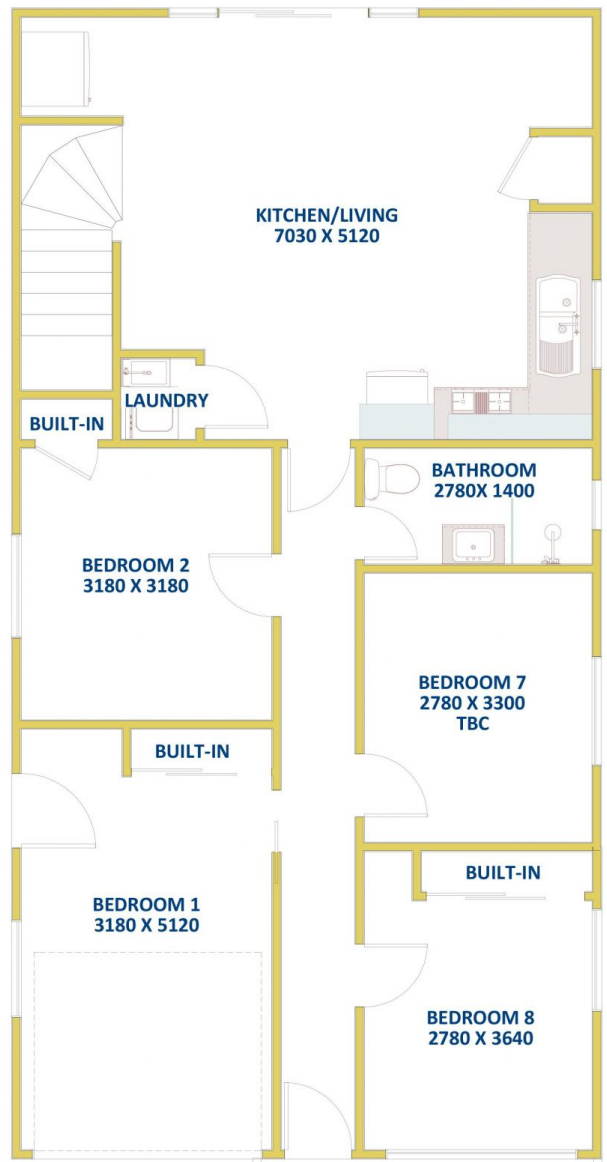 KITCHEN/LIVING
7030 X 5120
LAUNDRY
BUILT-IN
BATHROOM
2780X 1400
BEDROOM 2
3180 X 3180
BEDROOM 7
2780 X 3300
TBC
BUILT-IN
BUILT-IN
BEDROOM 1
3180 X 5120
BEDROOM 8
2780 X 3640